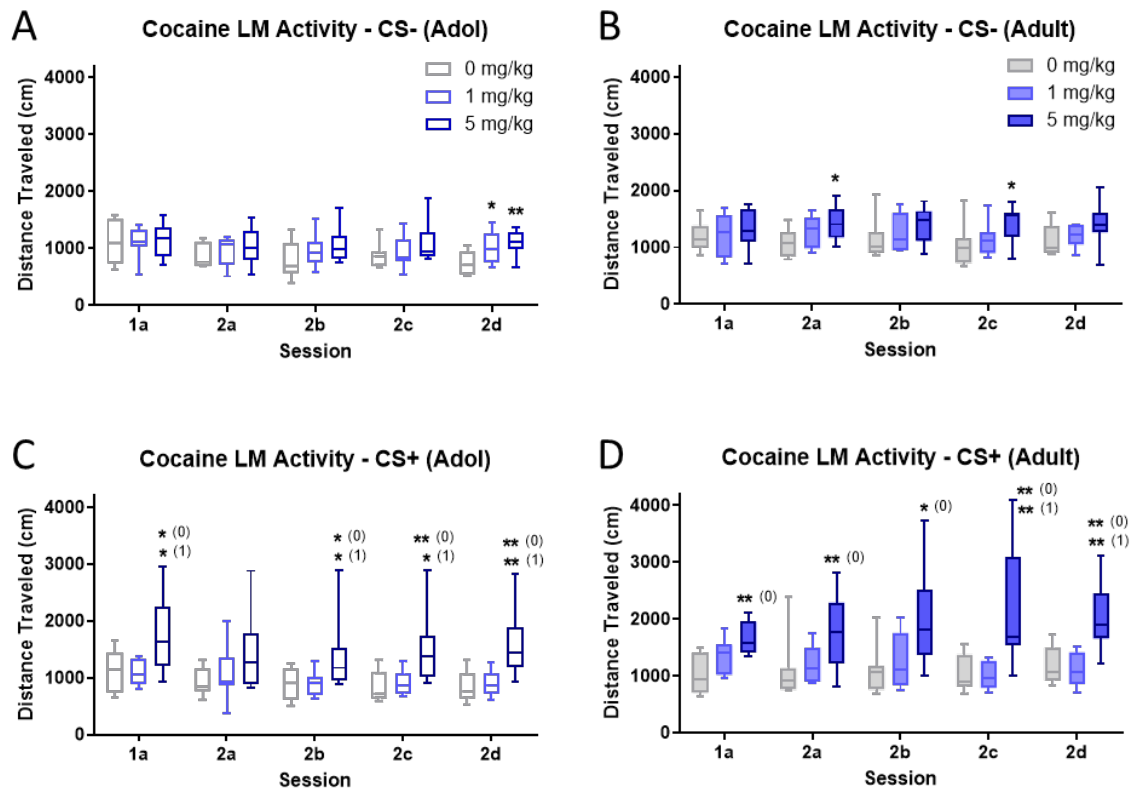 A
Cocaine LM Activity - CS- (Adol)
Distance Traveled (cm)
4000
3000
2000
1000
0
0 mg/kg
1 mg/kg
5 mg/kg
* **
1a 2a 2b 2c 2d
Session
B
Cocaine LM Activity - CS- (Adult)
Distance Traveled (cm)
4000
3000
2000
1000
0
0 mg/kg
1 mg/kg
5 mg/kg
* *
1a 2a 2b 2c 2d
Session
C
Cocaine LM Activity - CS+ (Adol)
Distance Traveled (cm)
4000
3000
2000
1000
0
* (0)
* (1)
* (0)
* (1)
** (0)
* (1)
** (0)
** (1)
1a 2a 2b 2c 2d
Session
D
Cocaine LM Activity - CS+ (Adult)
Distance Traveled (cm)
4000
3000
2000
1000
0
** (0)
** (0)
* (0)
** (0)
** (1)
** (0)
** (1)
1a 2a 2b 2c 2d
Session